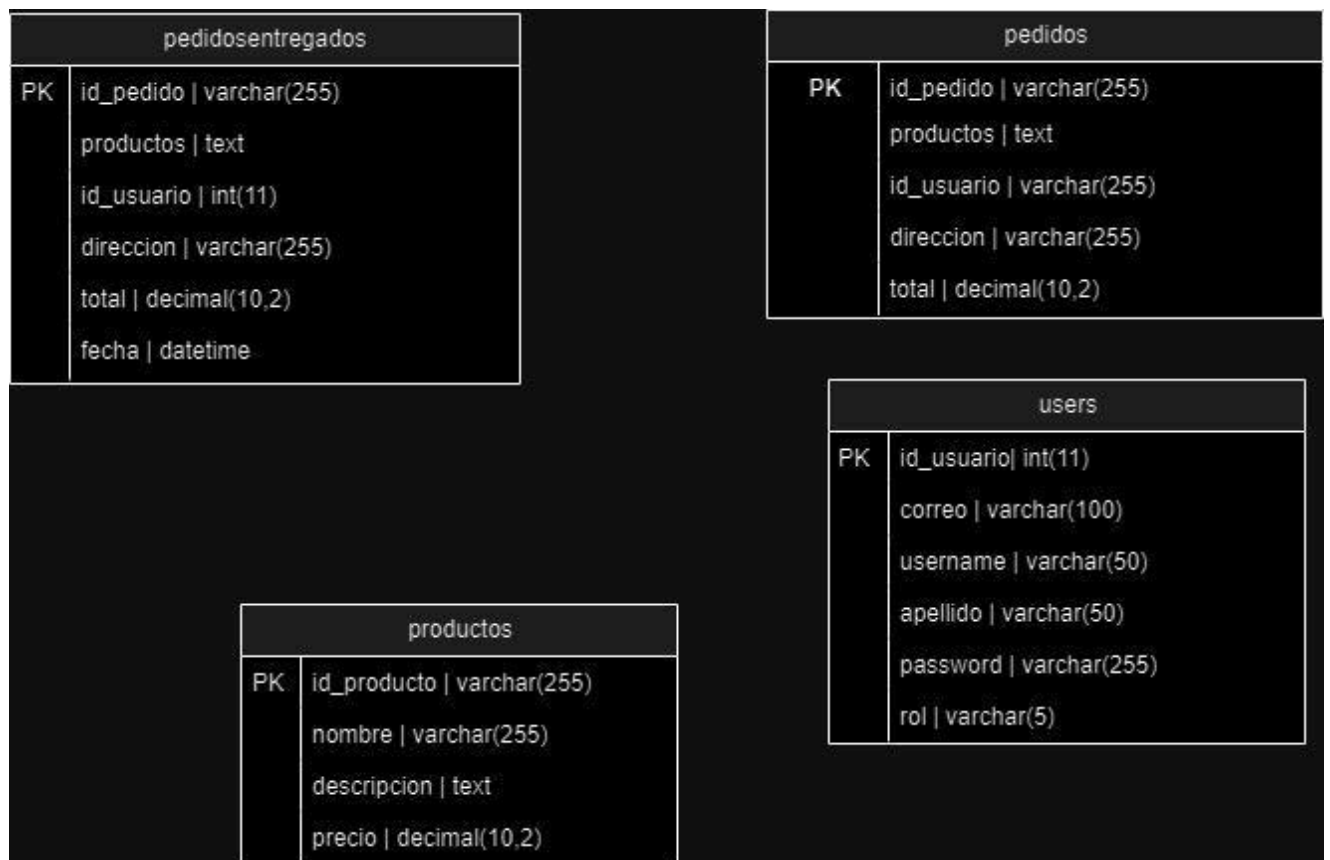 pedidosentregados
PK id_pedido | varchar(255)
productos | text
id_usuario | int(11)
direccion | varchar(255)
total | decimal(10,2)
fecha | datetime
pedidos
PK id_pedido | varchar(255)
productos | text
id_usuario | varchar(255)
direccion | varchar(255)
total | decimal(10,2)
users
PK id_usuario| int(11)
correo | varchar(100)
username | varchar(50)
apellido | varchar(50)
password | varchar(255)
rol | varchar(5)
productos
PK id_producto | varchar(255)
nombre | varchar(255)
descripcion | text
precio | decimal(10,2)